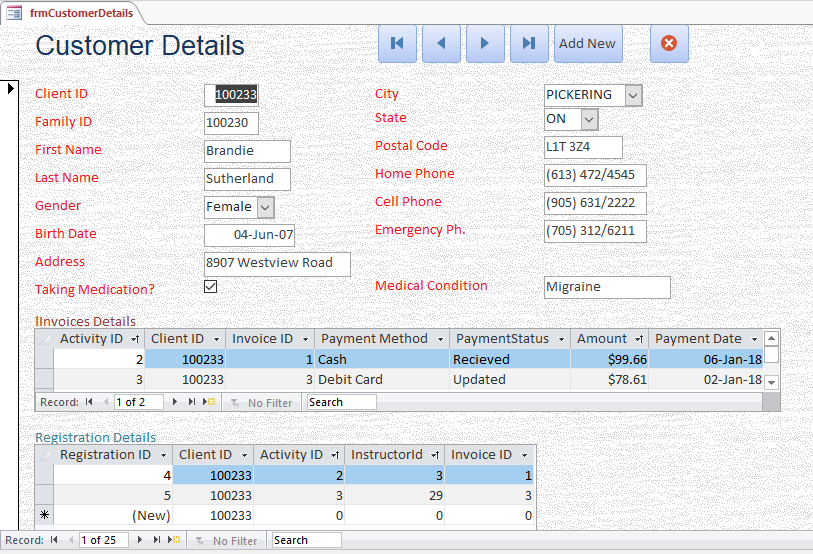 frmCustomerDetails
Customer Details
Add New
Client ID 100233 City PICKERING
Family ID 100230 State ON
First Name Brandie Postal Code L1T 3Z4
Last Name Sutherland Home Phone (613) 472/4545
Gender Female Cell Phone (905) 631/2222
Birth Date 04-Jun-07 Emergency Ph. (705) 312/6211
Address 8907 Westview Road
Taking Medication? Medical Condition Migraine
IInvoices Details
Activity ID Client ID Invoice ID Payment Method PaymentStatus Amount Payment Date
2 100233 1 Cash Recieved $99.66 06-Jan-18
3 100233 3 Debit Card Updated $78.61 02-Jan-18
Record: 1 of 2 No Filter Search
Registration Details
Registration ID Client ID Activity ID InstructorId Invoice ID
4 100233 2 3 1
5 100233 3 29 3
(New) 100233 0 0 0
Record: 1 of 25 No Filter Search